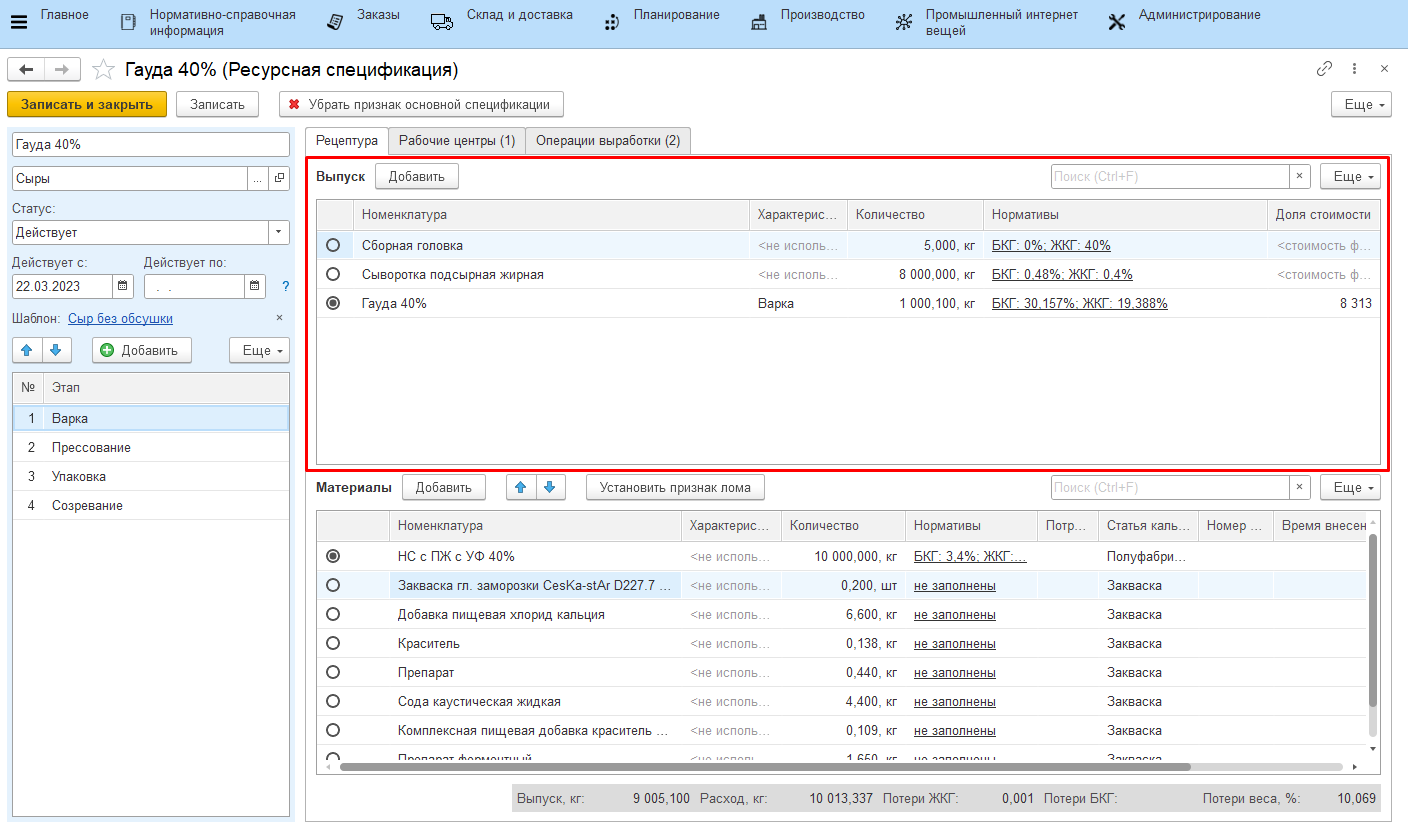 Главное
Нормативно-справочная информация
Заказы
Склад и доставка
Планирование
Производство
Промышленный интернет вещей
Администрирование
Гауда 40% (Ресурсная спецификация)
Записать и закрыть
Записать
Убрать признак основной спецификации
Еще
Гауда 40%
Сыры
...
Статус:
Действует
Действует с: Действует по:
22.03.2023 . . ?
Шаблон: Сыр без обсушки ×
Добавить Еще
№ Этап
1 Варка
2 Прессование
3 Упаковка
4 Созревание
Рецептура Рабочие центры (1) Операции выработки (2)
Выпуск Добавить Поиск (Ctrl+F) × Еще
Номенклатура Характерис... Количество Нормативы Доля стоимости
Сборная головка <не исполь... 5,000, кг БКГ: 0%; ЖКГ: 40% <стоимость ф...
Сыворотка подсырная жирная <не исполь... 8 000,000, кг БКГ: 0,48%; ЖКГ: 0,4% <стоимость ф...
Гауда 40% Варка 1 000,100, кг БКГ: 30,157%; ЖКГ: 19,388% 8 313
Материалы Добавить Установить признак лома Поиск (Ctrl+F) × Еще
Номенклатура Характерис... Количество Нормативы Потр... Статья каль... Номер ... Время внесен
НС с ПЖ с УФ 40% <не исполь... 10 000,000, кг БКГ: 3,4%; ЖКГ:... Полуфабри...
Закваска гл. заморозки CesKa-stAr D227.7 ... <не исполь... 0,200, шт не заполнены Закваска
Добавка пищевая хлорид кальция <не исполь... 6,600, кг не заполнены Закваска
Краситель <не исполь... 0,138, кг не заполнены Закваска
Препарат <не исполь... 0,440, кг не заполнены Закваска
Сода каустическая жидкая <не исполь... 4,400, кг не заполнены Закваска
Комплексная пищевая добавка краситель ... <не исполь... 0,109, кг не заполнены Закваска
Препарат ферментный <не исполь... 1,650, кг не заполнены Закваска
Выпуск, кг: 9 005,100 Расход, кг: 10 013,337 Потери ЖКГ: 0,001 Потери БКГ: Потери веса, %: 10,069